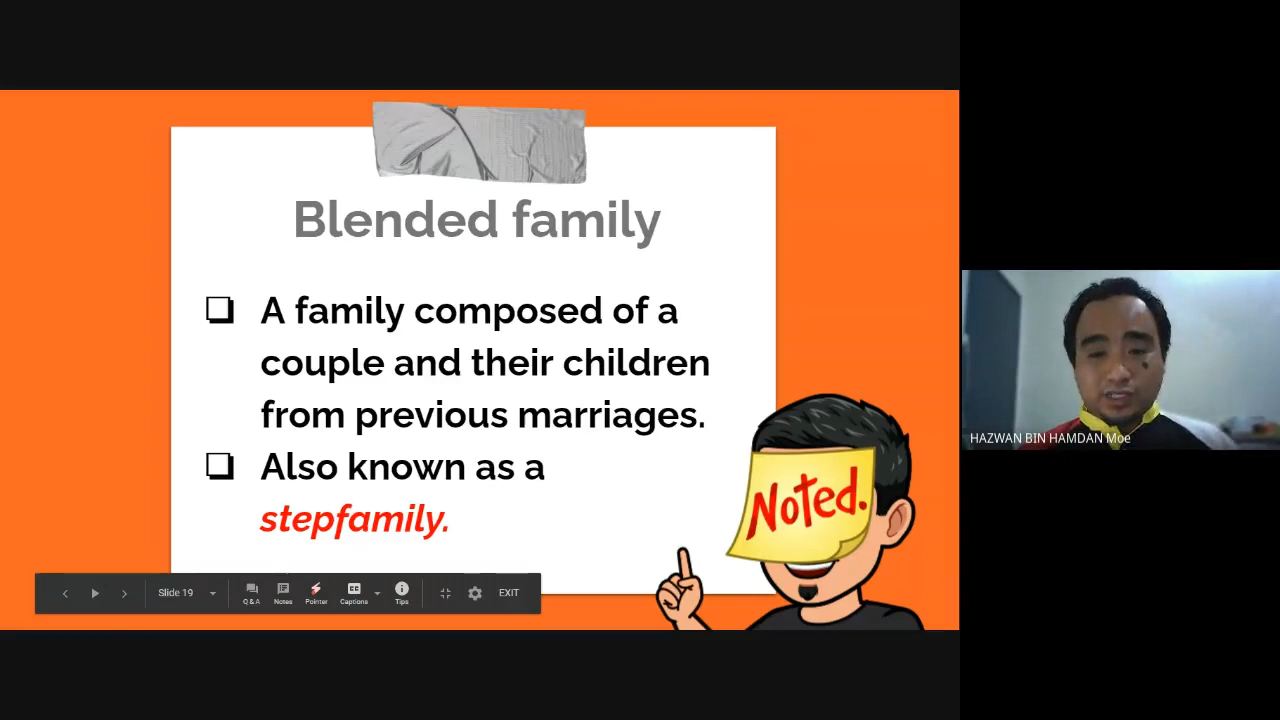 Blended family
❏ A family composed of a
couple and their children
from previous marriages.
❏ Also known as a
stepfamily.
Noted.
Slide 19
Q & A
Notes
Pointer
Captions
Tips
EXIT
HAZWAN BIN HAMDAN Moe